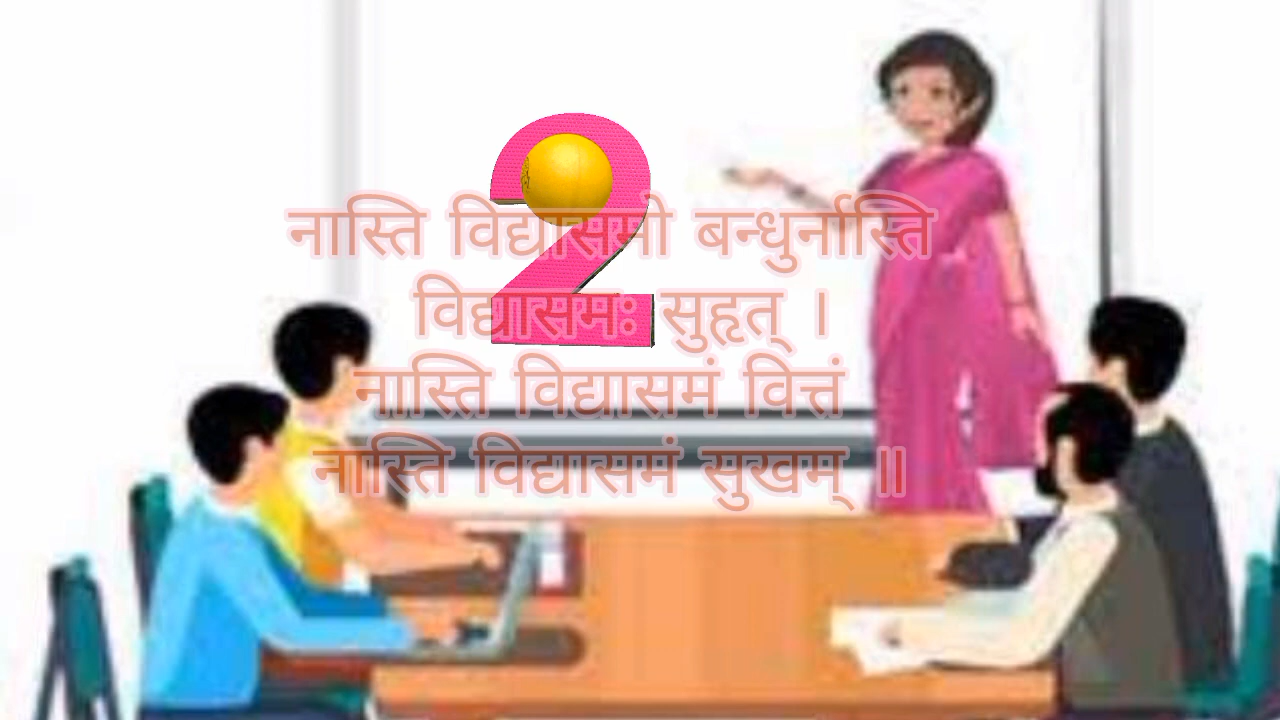 2
नास्ति विद्यासमो बन्धुर्नास्ति
विद्यासमः सुहृत् ।
नास्ति विद्यासमं वित्तं
नास्ति विद्यासमं सुखम् ॥